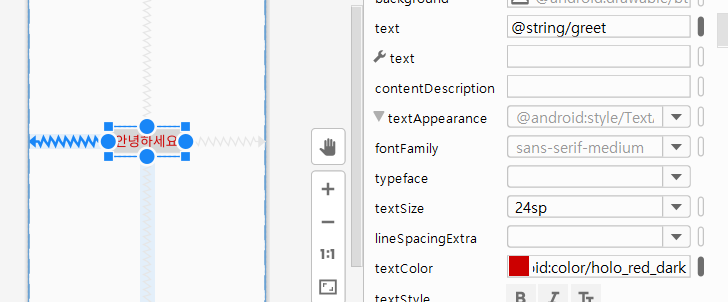 background @android:drawable/bt
text @string/greet
text
contentDescription
textAppearance @android:style/TextA
fontFamily sans-serif-medium
typeface
안녕하세요
textSize 24sp
lineSpacingExtra
1:1
textColor oid:color/holo_red_dark
textStyle B I Tт